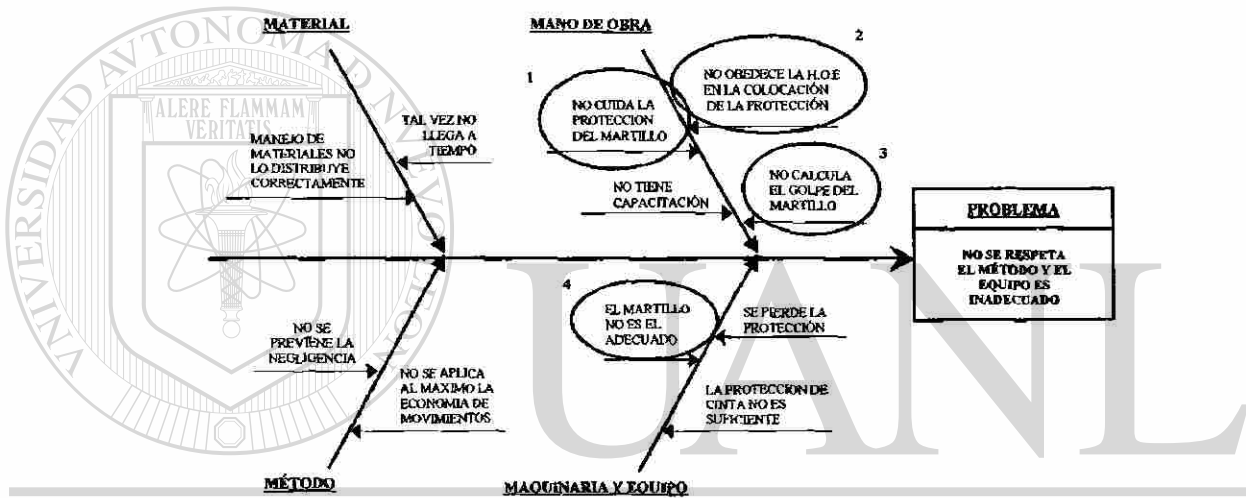 MATERIAL
MANEJO DE
MATERIALES NO
LO DISTRIBUYE
CORRECTAMENTE
TAL VEZ NO
LLEGA A
TIEMPO
MANO DE OBRA
1
NO CUIDA LA
PROTECCION
DEL MARTILLO
2
NO OBEDECE LA H.O.E
EN LA COLOCACIÓN
DE LA PROTECCIÓN
NO TIENE
CAPACITACIÓN
3
NO CALCULA
EL GOLPE DEL
MARTILLO
PROBLEMA
NO SE RESPETA
EL MÉTODO Y EL
EQUIPO ES
INADECUADO
NO SE
PREVIENE LA
NEGLIGENCIA
NO SE APLICA
AL MAXIMO LA
ECONOMIA DE
MOVIMIENTOS
MÉTODO
4
EL MARTILLO
NO ES EL
ADECUADO
SE PIERDE LA
PROTECCIÓN
LA PROTECCION DE
CINTA NO ES
SUFICIENTE
MAQUINARIA Y EQUIPO
UNIVERSIDAD AUTONOMA DE NUEVO LEON
ALERE FLAMMAM
VERITATIS
UANL